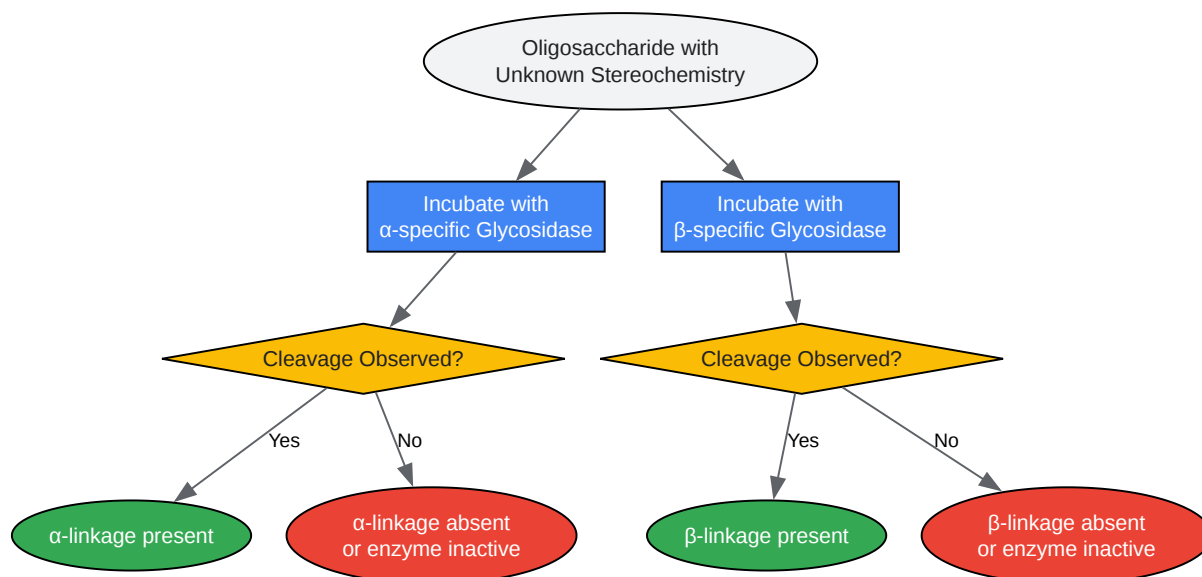 Oligosaccharide with
Unknown Stereochemistry
Incubate with
α-specific Glycosidase
Incubate with
β-specific Glycosidase
Cleavage Observed?
Cleavage Observed?
Yes
No
Yes
No
α-linkage present
α-linkage absent
or enzyme inactive
β-linkage present
β-linkage absent
or enzyme inactive